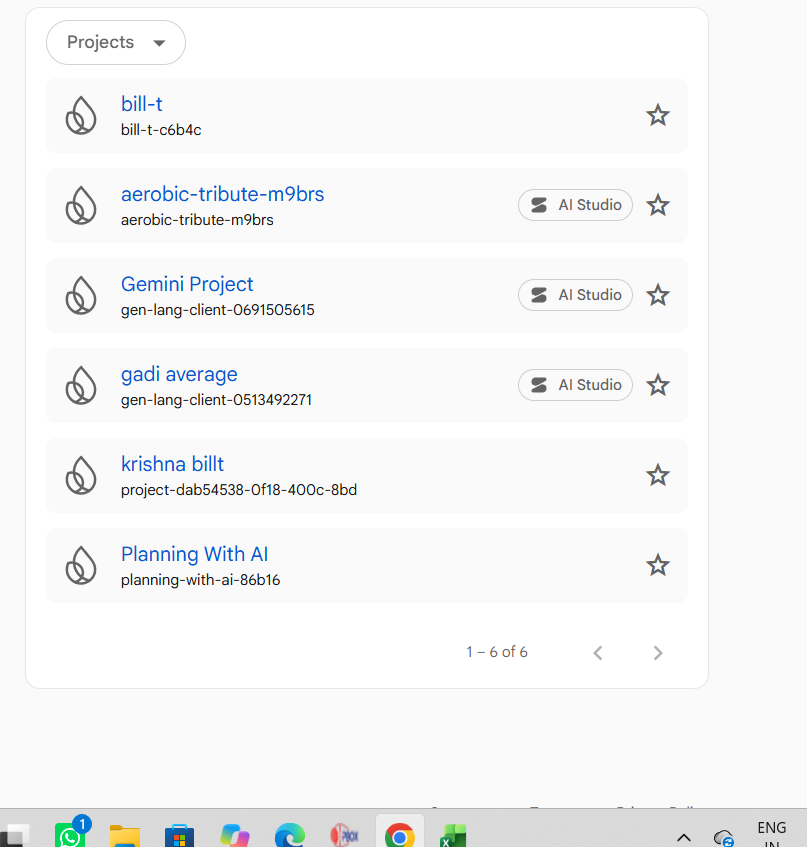 Projects
bill-t
bill-t-c6b4c
aerobic-tribute-m9brs
aerobic-tribute-m9brs
AI Studio
Gemini Project
gen-lang-client-0691505615
AI Studio
gadi average
gen-lang-client-0513492271
AI Studio
krishna billt
project-dab54538-0f18-400c-8bd
Planning With AI
planning-with-ai-86b16
1 – 6 of 6
1
ENG
IN